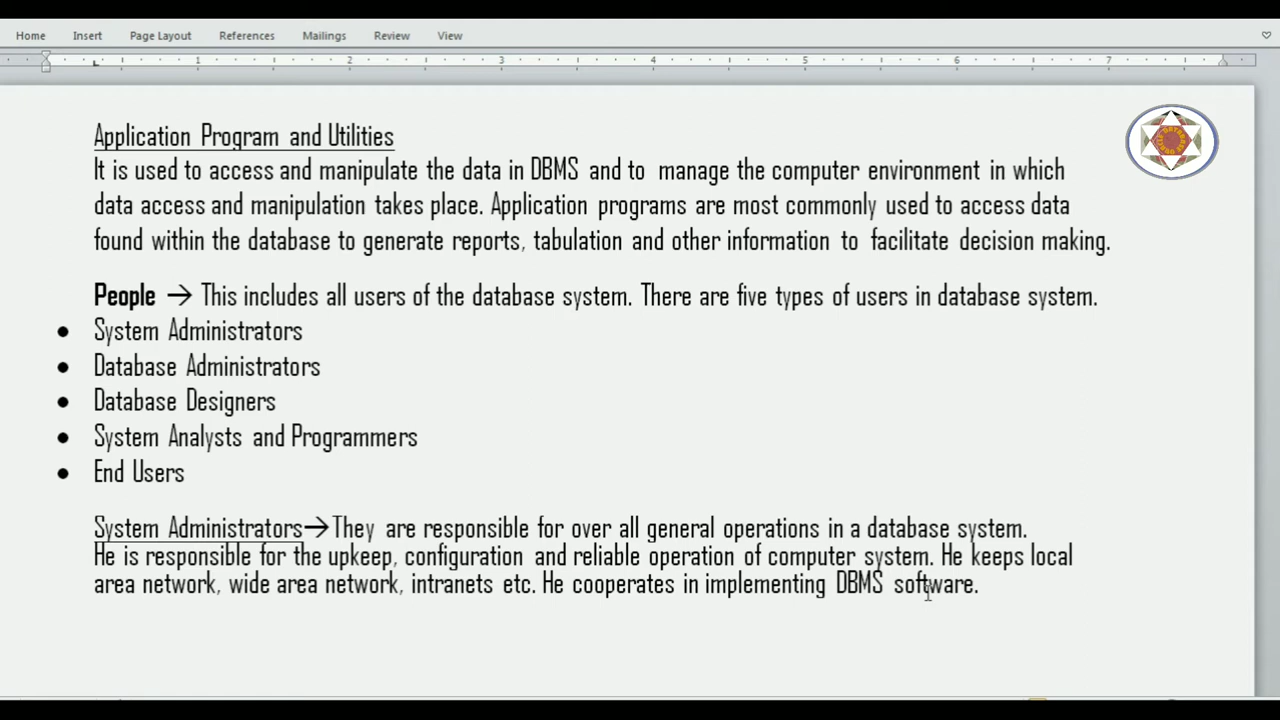 Home Insert Page Layout References Mailings Review View
1 2 3 4 5 6 7
Application Program and Utilities
It is used to access and manipulate the data in DBMS and to manage the computer environment in which
data access and manipulation takes place. Application programs are most commonly used to access data
found within the database to generate reports, tabulation and other information to facilitate decision making.
People → This includes all users of the database system. There are five types of users in database system.
• System Administrators
• Database Administrators
• Database Designers
• System Analysts and Programmers
• End Users
System Administrators→They are responsible for over all general operations in a database system.
He is responsible for the upkeep, configuration and reliable operation of computer system. He keeps local
area network, wide area network, intranets etc. He cooperates in implementing DBMS software.